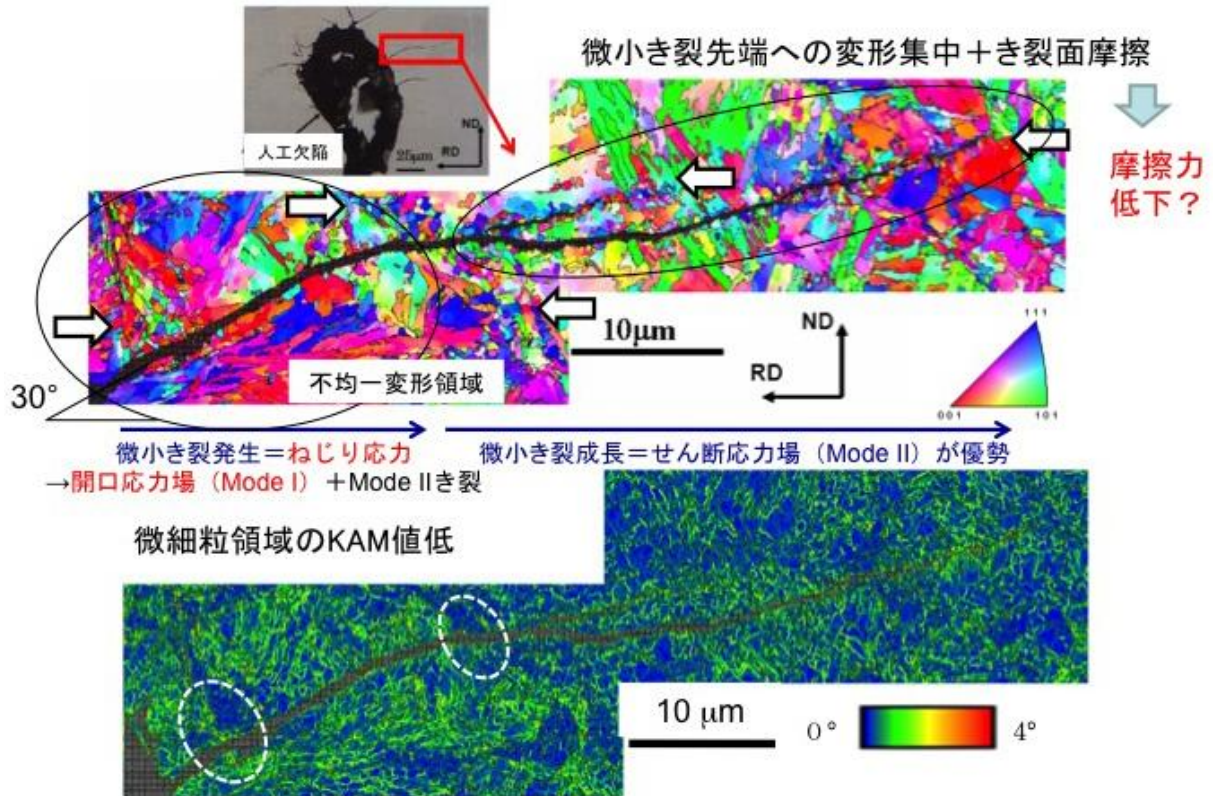 微小き裂先端への変形集中＋き裂面摩擦
人工欠陥
25μm
ND
RD
摩擦力
低下？
10μm
ND
RD
111
001
101
30°
不均一変形領域
微小き裂発生＝ねじり応力
→開口応力場（Mode I）＋Mode IIき裂
微小き裂成長＝せん断応力場（Mode II）が優勢
微細粒領域のKAM値低
10 μm
0°
4°